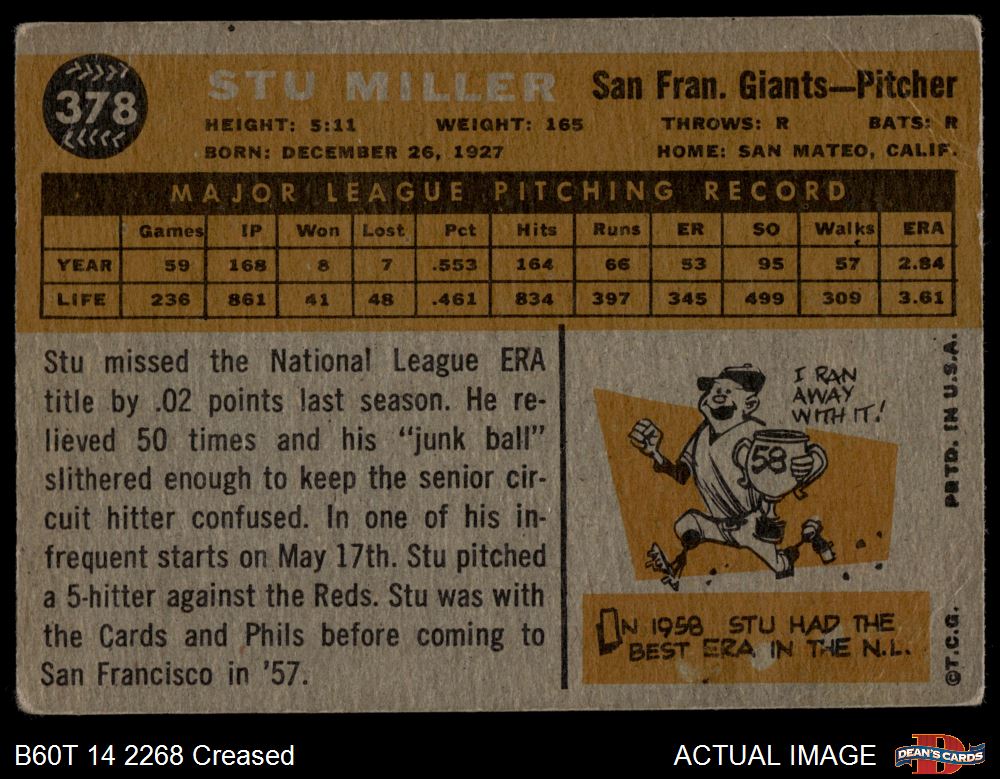 378
STU MILLER San Fran. Giants—Pitcher
HEIGHT: 5:11 WEIGHT: 165 THROWS: R BATS: R
BORN: DECEMBER 26, 1927 HOME: SAN MATEO, CALIF.
MAJOR LEAGUE PITCHING RECORD
Games IP Won Lost Pct Hits Runs ER SO Walks ERA
YEAR 59 168 8 7 .553 164 66 53 95 57 2.84
LIFE 236 861 41 48 .461 834 397 345 499 309 3.61
Stu missed the National League ERA
title by .02 points last season. He re-
lieved 50 times and his "junk ball"
slithered enough to keep the senior cir-
cuit hitter confused. In one of his in-
frequent starts on May 17th. Stu pitched
a 5-hitter against the Reds. Stu was with
the Cards and Phils before coming to
San Francisco in '57.
I RAN
AWAY
WITH IT!
58
IN 1958 STU HAD THE
BEST ERA IN THE N.L.
©T.C.G. PRTD. IN U.S.A.
B60T 14 2268 Creased ACTUAL IMAGE DEAN'S CARDS